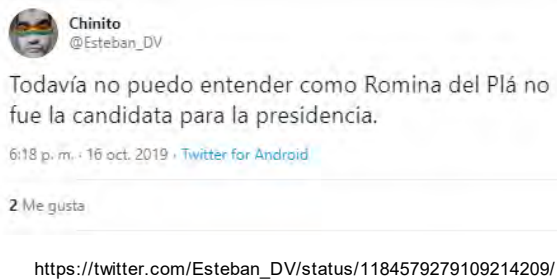 Chinito
@Esteban_DV
Todavía no puedo entender como Romina del Plá no
fue la candidata para la presidencia.
6:18 p. m. · 16 oct. 2019 · Twitter for Android
2 Me gusta
https://twitter.com/Esteban_DV/status/1184579279109214209/